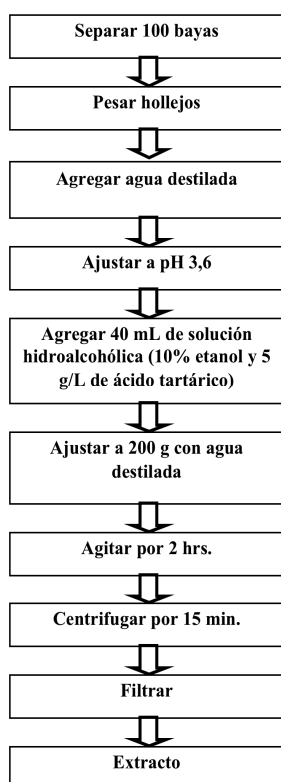 Separar 100 bayas
Pesar hollejos
Agregar agua destilada
Ajustar a pH 3,6
Agregar 40 mL de solución
hidroalcohólica (10% etanol y 5
g/L de ácido tartárico)
Ajustar a 200 g con agua
destilada
Agitar por 2 hrs.
Centrifugar por 15 min.
Filtrar
Extracto